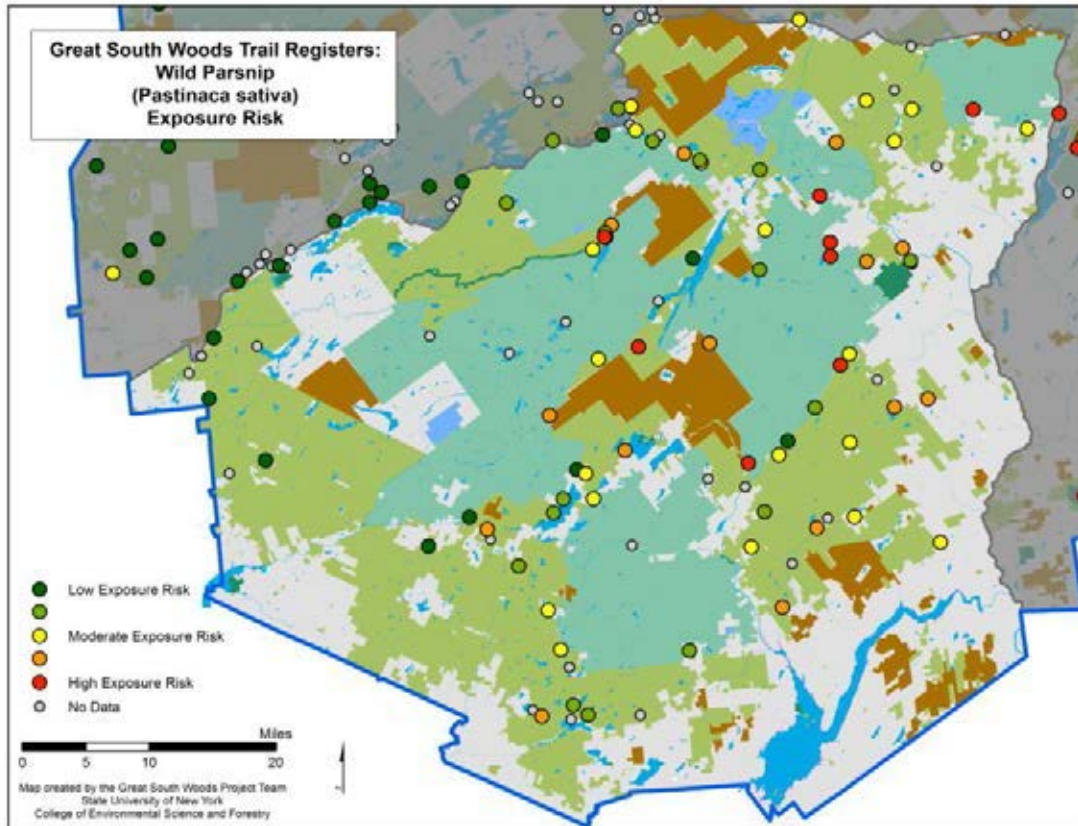 Great South Woods Trail Registers:
Wild Parsnip
(Pastinaca sativa)
Exposure Risk
Low Exposure Risk
Moderate Exposure Risk
High Exposure Risk
No Data
Miles
0 5 10 20
Map created by the Great South Woods Project Team
State University of New York
College of Environmental Science and Forestry